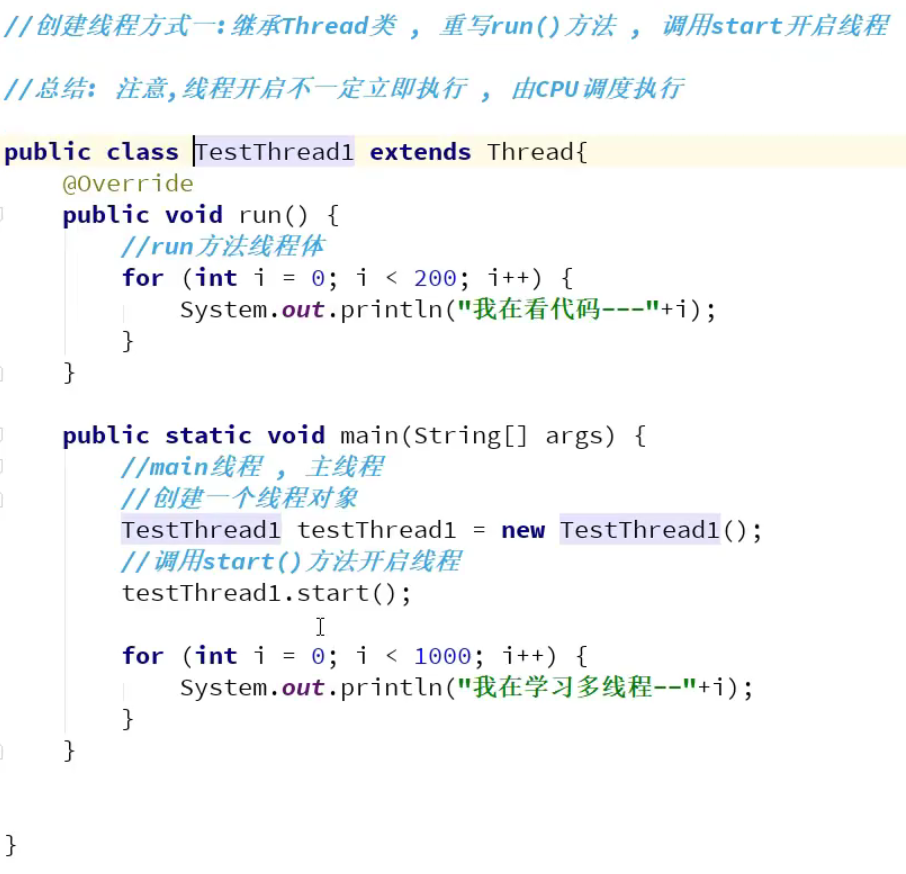 //创建线程方式一:继承Thread类 , 重写run()方法 , 调用start开启线程
//总结: 注意,线程开启不一定立即执行 , 由CPU调度执行
public class TestThread1 extends Thread{
@Override
public void run() {
//run方法线程体
for (int i = 0; i < 200; i++) {
System.out.println("我在看代码---"+i);
}
}
public static void main(String[] args) {
//main线程 , 主线程
//创建一个线程对象
TestThread1 testThread1 = new TestThread1();
//调用start()方法开启线程
testThread1.start();
for (int i = 0; i < 1000; i++) {
System.out.println("我在学习多线程--"+i);
}
}
}